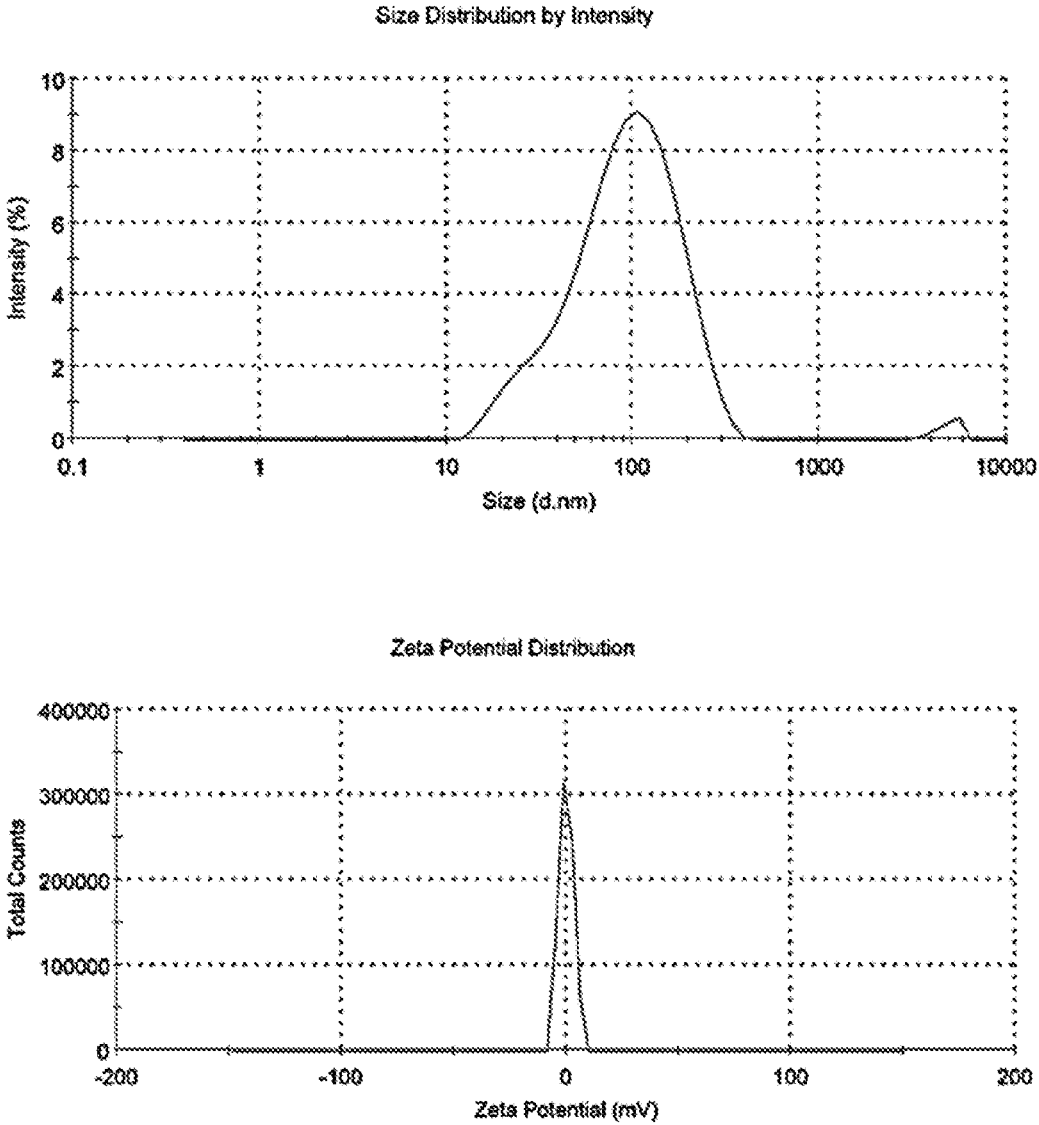 Size Distribution by Intensity
10
8
6
4
2
0
Intensity (%)
0.1 1 10 100 1000 10000
Size (d.nm)
Zeta Potential Distribution
400000
300000
200000
100000
0
Total Counts
-200 -100 0 100 200
Zeta Potential (mV)